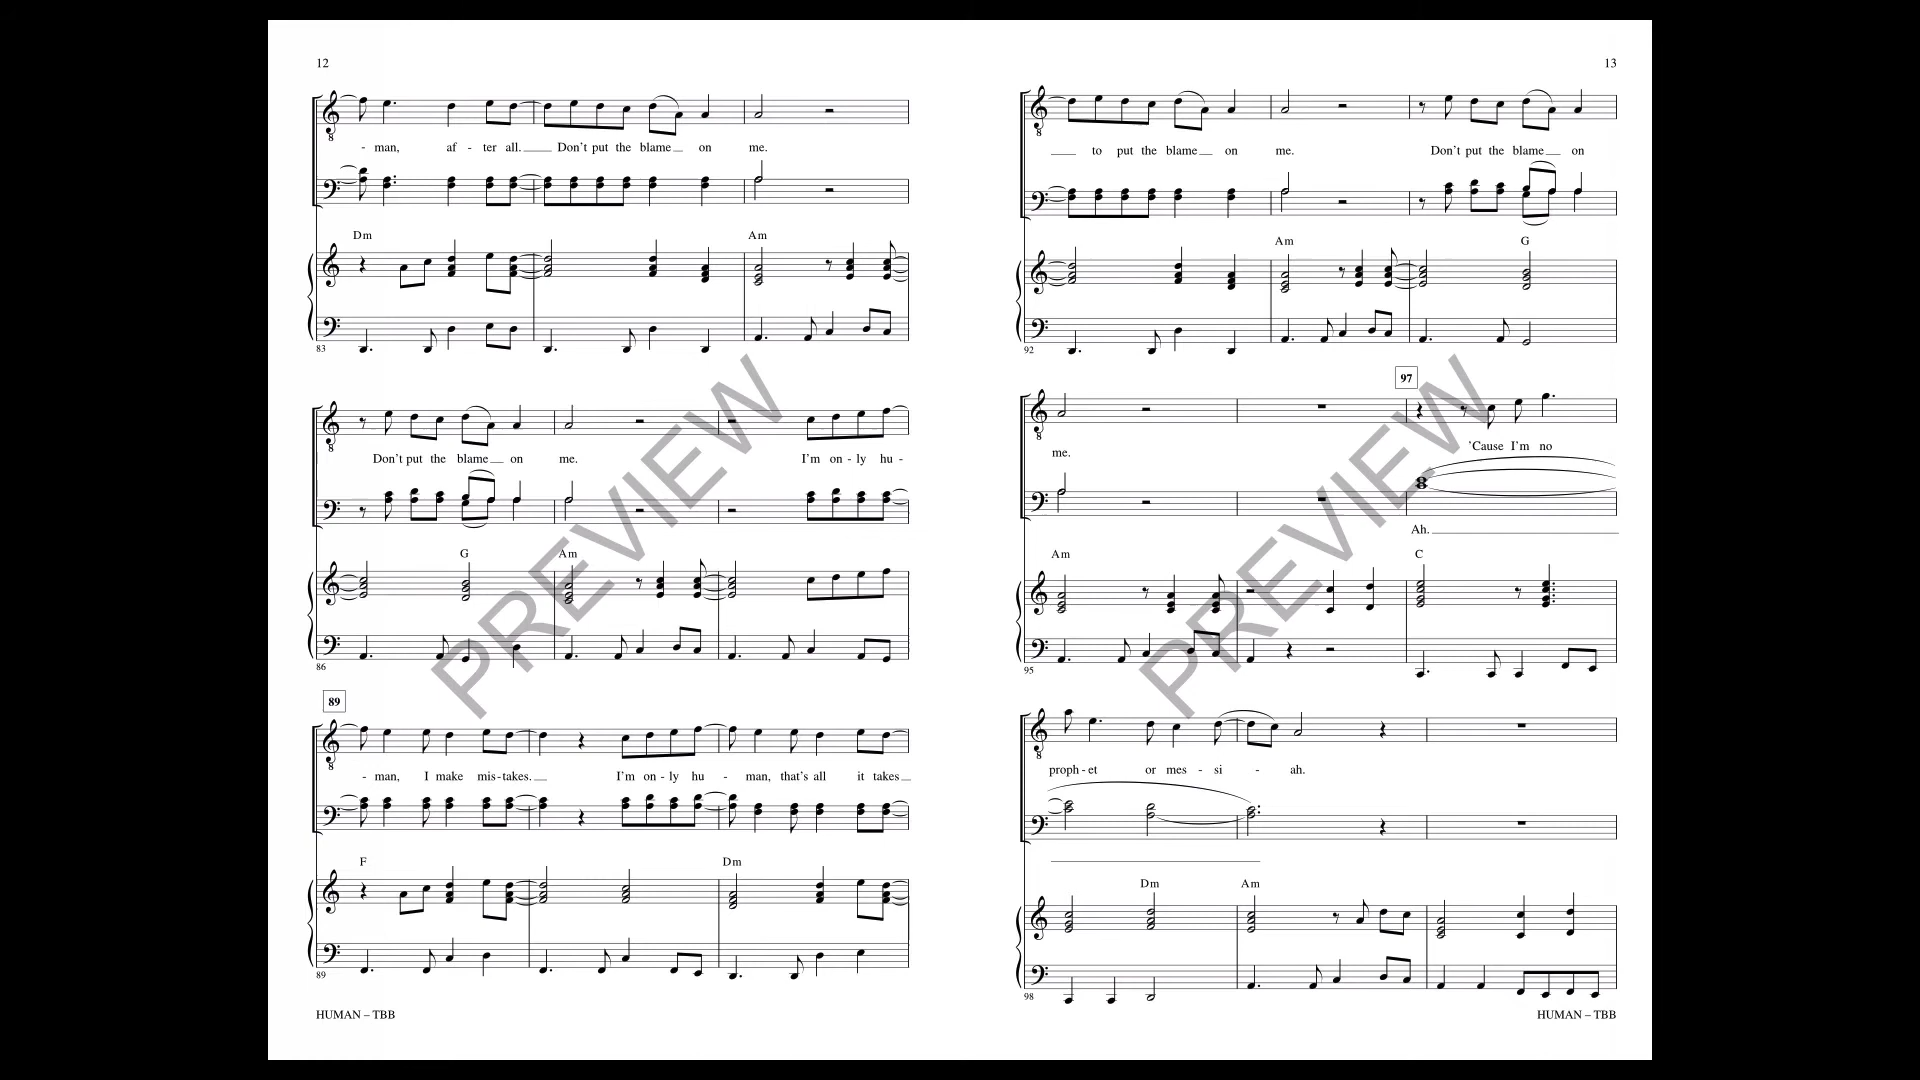 12
- man, af - ter all. Don't put the blame on me.
Dm Am
83
Don't put the blame on me. I'm on - ly hu -
G Am
86
89
- man, I make mis - takes. I'm on - ly hu - man, that's all it takes
F Dm
89
HUMAN – TBB
PREVIEW
13
to put the blame on me. Don't put the blame on
Am G
92
97
me. 'Cause I'm no
Ah.
Am C
95
proph - et or mes - si - ah.
Dm Am
98
HUMAN – TBB
PREVIEW